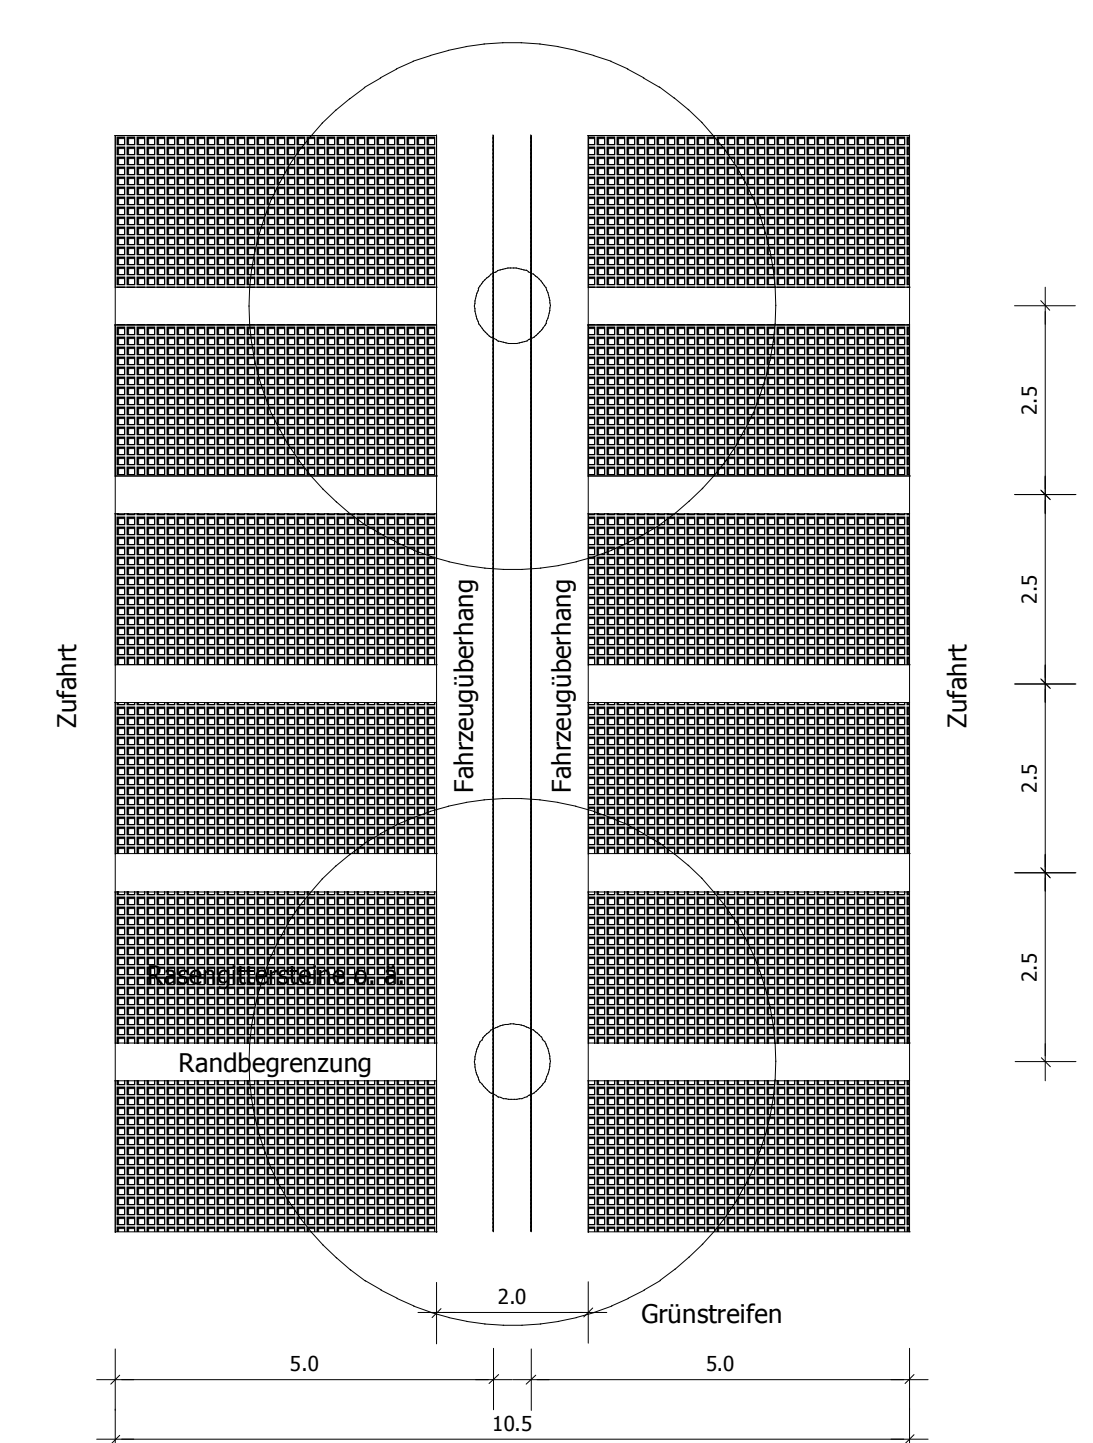 2.5
2.5
Fahrzeugüberhang
Fahrzeugüberhang
Zufahrt
Zufahrt
2.5
2.5
Rasengittersteine o. ä.
Randbegrenzung
2.0
Grünstreifen
5.0
5.0
10.5